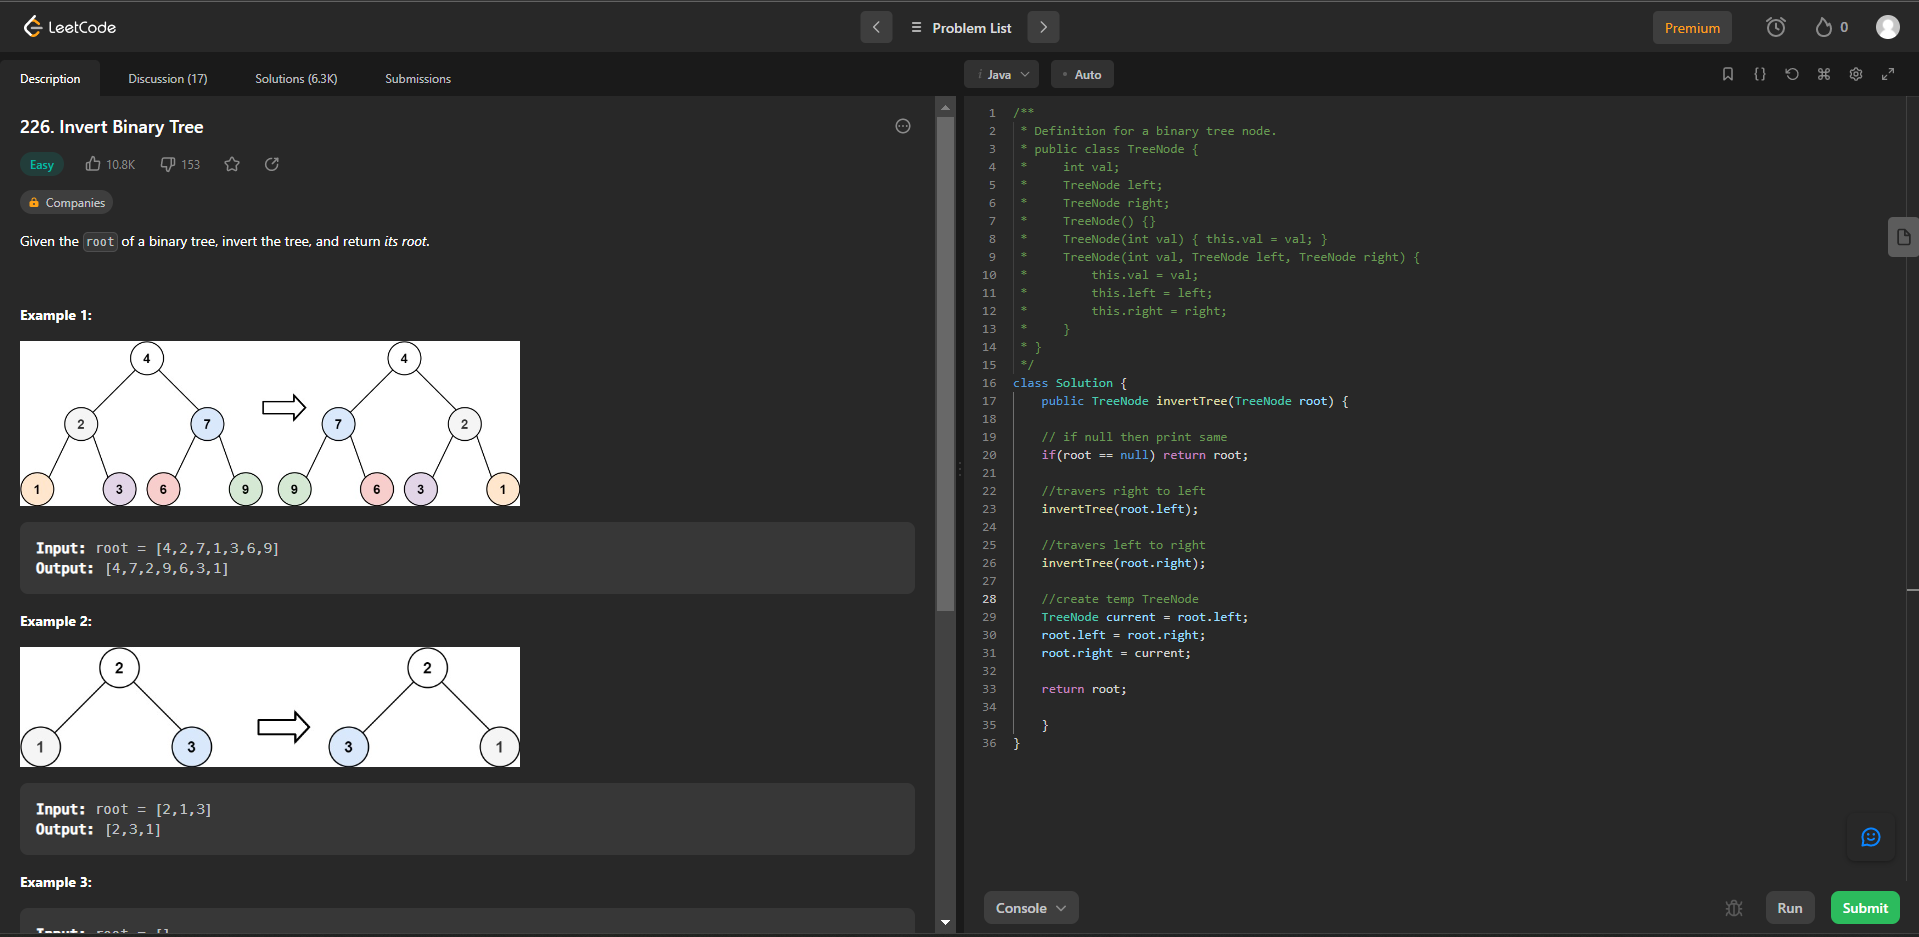 LeetCode
Problem List
Premium
0
Description
Discussion (17)
Solutions (6.3K)
Submissions
i Java
Auto
226. Invert Binary Tree
Easy
10.8K
153
Companies
Given the root of a binary tree, invert the tree, and return its root.
Example 1:
4 4
2 7 7 2
1 3 6 9 9 6 3 1
Input: root = [4,2,7,1,3,6,9]
Output: [4,7,2,9,6,3,1]
Example 2:
2 2
1 3 3 1
Input: root = [2,1,3]
Output: [2,3,1]
Example 3:
Input: root = []
1 /**
2 * Definition for a binary tree node.
3 * public class TreeNode {
4 *     int val;
5 *     TreeNode left;
6 *     TreeNode right;
7 *     TreeNode() {}
8 *     TreeNode(int val) { this.val = val; }
9 *     TreeNode(int val, TreeNode left, TreeNode right) {
10 *         this.val = val;
11 *         this.left = left;
12 *         this.right = right;
13 *     }
14 * }
15 */
16 class Solution {
17     public TreeNode invertTree(TreeNode root) {
18
19     // if null then print same
20     if(root == null) return root;
21
22     //travers right to left
23     invertTree(root.left);
24
25     //travers left to right
26     invertTree(root.right);
27
28     //create temp TreeNode
29     TreeNode current = root.left;
30     root.left = root.right;
31     root.right = current;
32
33     return root;
34
35     }
36 }
Console
Run
Submit